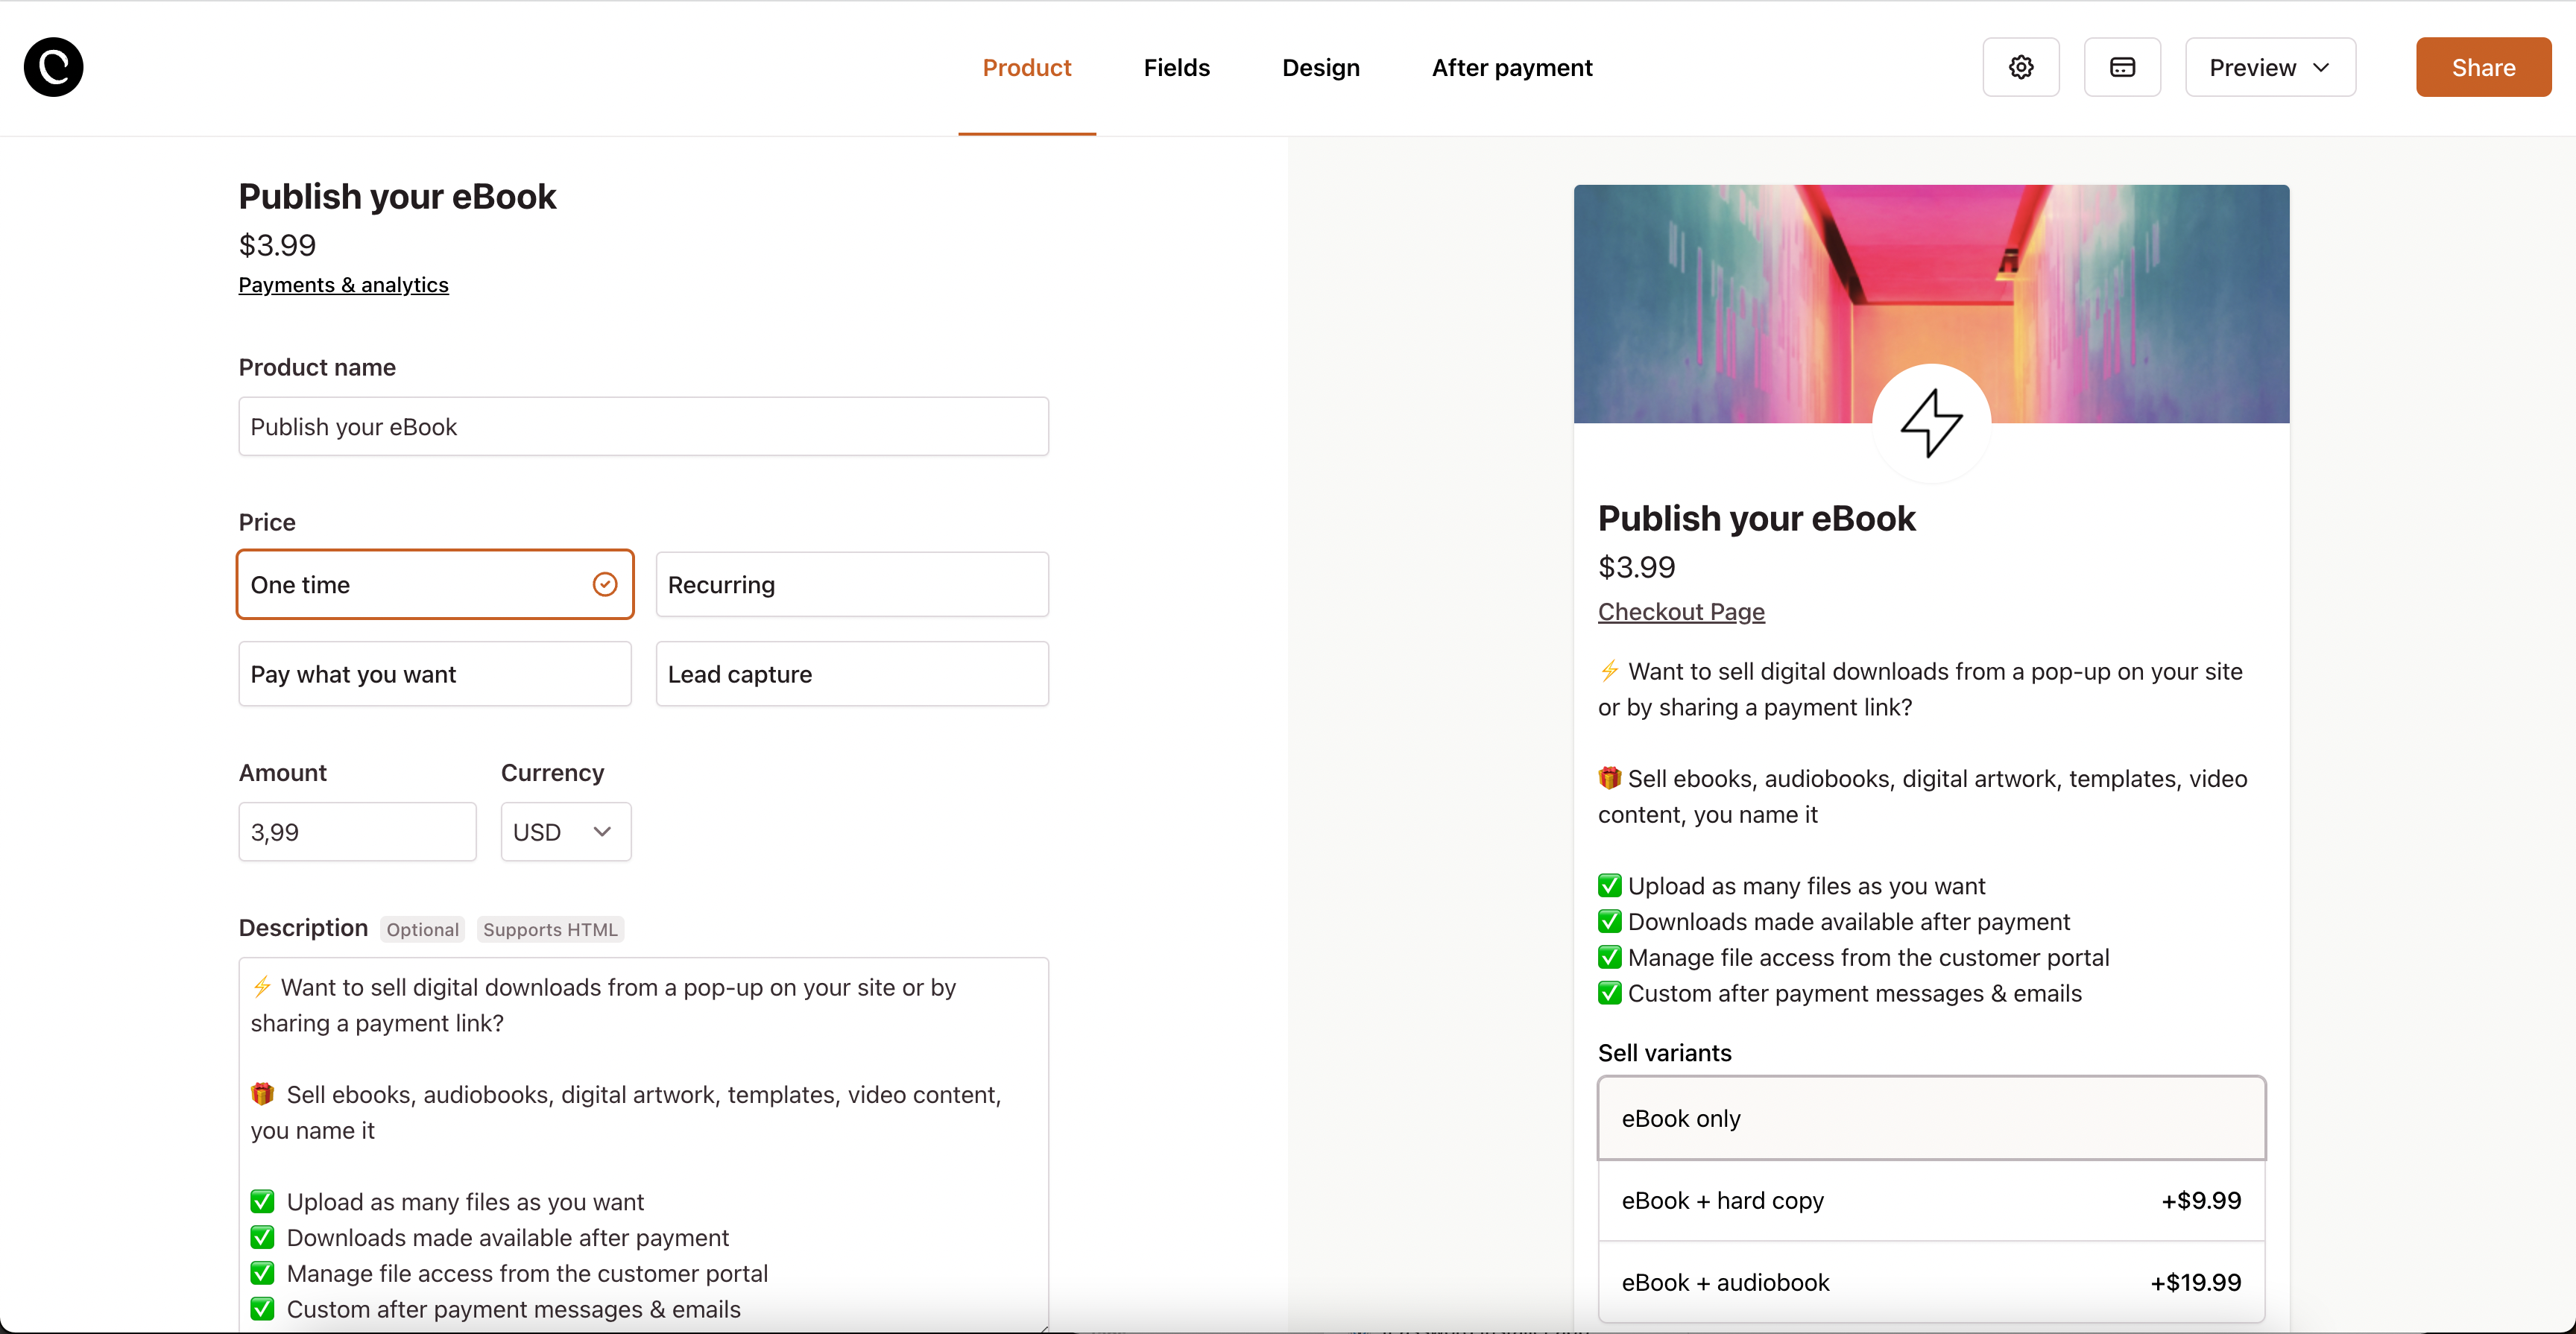 Product
Fields
Design
After payment
Preview
Share
Publish your eBook
$3.99
Payments & analytics
Product name
Publish your eBook
Price
One time
Recurring
Pay what you want
Lead capture
Amount
Currency
3,99
USD
Description Optional Supports HTML
⚡ Want to sell digital downloads from a pop-up on your site or by
sharing a payment link?
🎁 Sell ebooks, audiobooks, digital artwork, templates, video content,
you name it
✅ Upload as many files as you want
✅ Downloads made available after payment
✅ Manage file access from the customer portal
✅ Custom after payment messages & emails
Publish your eBook
$3.99
Checkout Page
⚡ Want to sell digital downloads from a pop-up on your site
or by sharing a payment link?
🎁 Sell ebooks, audiobooks, digital artwork, templates, video
content, you name it
✅ Upload as many files as you want
✅ Downloads made available after payment
✅ Manage file access from the customer portal
✅ Custom after payment messages & emails
Sell variants
eBook only
eBook + hard copy +$9.99
eBook + audiobook +$19.99